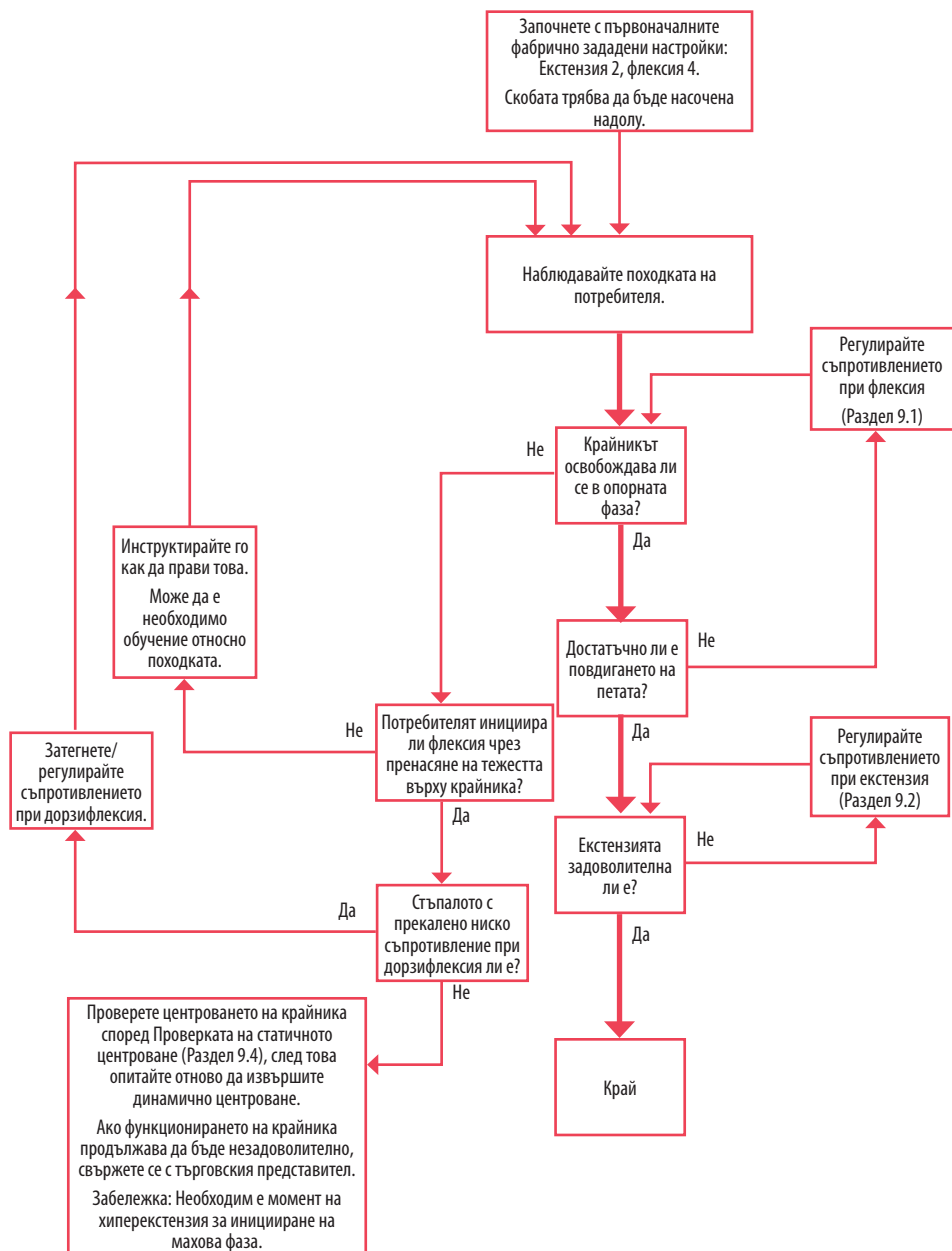 Започнете с първоначалните
фабрично зададени настройки:
Екстензия 2, флексия 4.
Скобата трябва да бъде насочена
надолу.
Наблюдавайте походката на
потребителя.
Регулирайте
съпротивлението
при флексия
(Раздел 9.1)
Не
Крайникът
освобождава ли
се в опорната
фаза?
Да
Инструктирайте го
как да прави това.
Може да е
необходимо
обучение относно
походката.
Достатъчно ли е
повдигането на
петата?
Не
Да
Не
Потребителят инициира
ли флексия чрез
пренасяне на тежестта
върху крайника?
Да
Затегнете/
регулирайте
съпротивлението
при дорзифлексия.
Регулирайте
съпротивлението
при екстензия
(Раздел 9.2)
Екстензията
задоволителна
ли е?
Не
Да
Да
Стъпалото с
прекалено ниско
съпротивление при
дорзифлексия ли е?
Не
Проверете центроването на крайника
според Проверката на статичното
центроване (Раздел 9.4), след това
опитайте отново да извършите
динамично центроване.
Ако функционирането на крайника
продължава да бъде незадоволително,
свържете се с търговския представител.
Забележка: Необходим е момент на
хиперекстензия за иницииране на
махова фаза.
Край